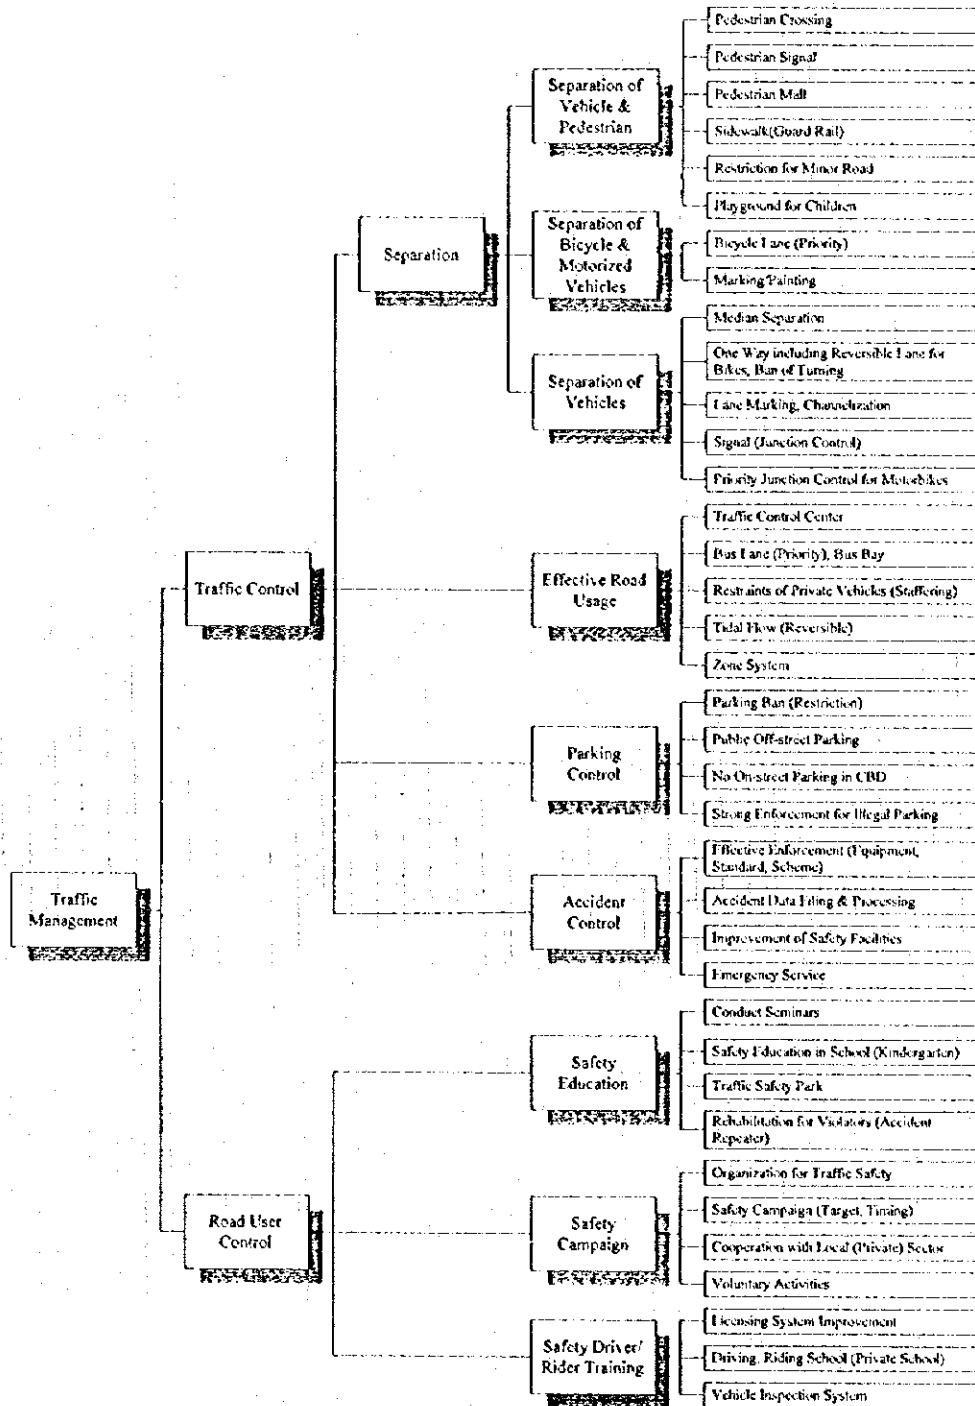 Pedestrian Crossing
Pedestrian Signal
Pedestrian Mall
Sidewalk(Guard Rail)
Restriction for Minor Road
Playground for Children
Separation of
Vehicle &
Pedestrian
Bicycle Lane (Priority)
Marking/Painting
Separation of
Bicycle &
Motorized
Vehicles
Separation
Median Separation
One Way including Reversible Lane for
Bikes, Ban of Turning
Lane Marking, Channelization
Signal (Junction Control)
Priority Junction Control for Motorbikes
Separation of
Vehicles
Traffic Control Center
Bus Lane (Priority), Bus Bay
Restraints of Private Vehicles (Staffering)
Tidal Flow (Reversible)
Zone System
Traffic Control
Effective Road
Usage
Parking Ban (Restriction)
Public Off-street Parking
No On-street Parking in CBD
Strong Enforcement for Illegal Parking
Parking
Control
Effective Enforcement (Equipment,
Standard, Scheme)
Accident Data Filing & Processing
Improvement of Safety Facilities
Emergency Service
Accident
Control
Traffic
Management
Conduct Seminars
Safety Education in School (Kindergarten)
Traffic Safety Park
Rehabilitation for Violators (Accident
Repeater)
Safety
Education
Organization for Traffic Safety
Safety Campaign (Target, Timing)
Cooperation with Local (Private) Sector
Voluntary Activities
Road User
Control
Safety
Campaign
Licensing System Improvement
Driving, Riding School (Private School)
Vehicle Inspection System
Safety Driver/
Rider Training